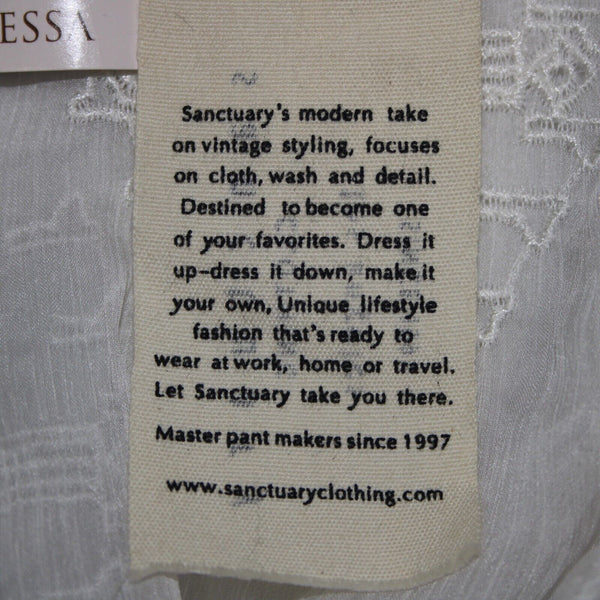 ESSA
Sanctuary's modern take
on vintage styling, focuses
on cloth, wash and detail.
Destined to become one
of your favorites. Dress it
up-dress it down, make it
your own, Unique lifestyle
fashion that's ready to
wear at work, home or travel.
Let Sanctuary take you there.
Master pant makers since 1997
www.sanctuaryclothing.com